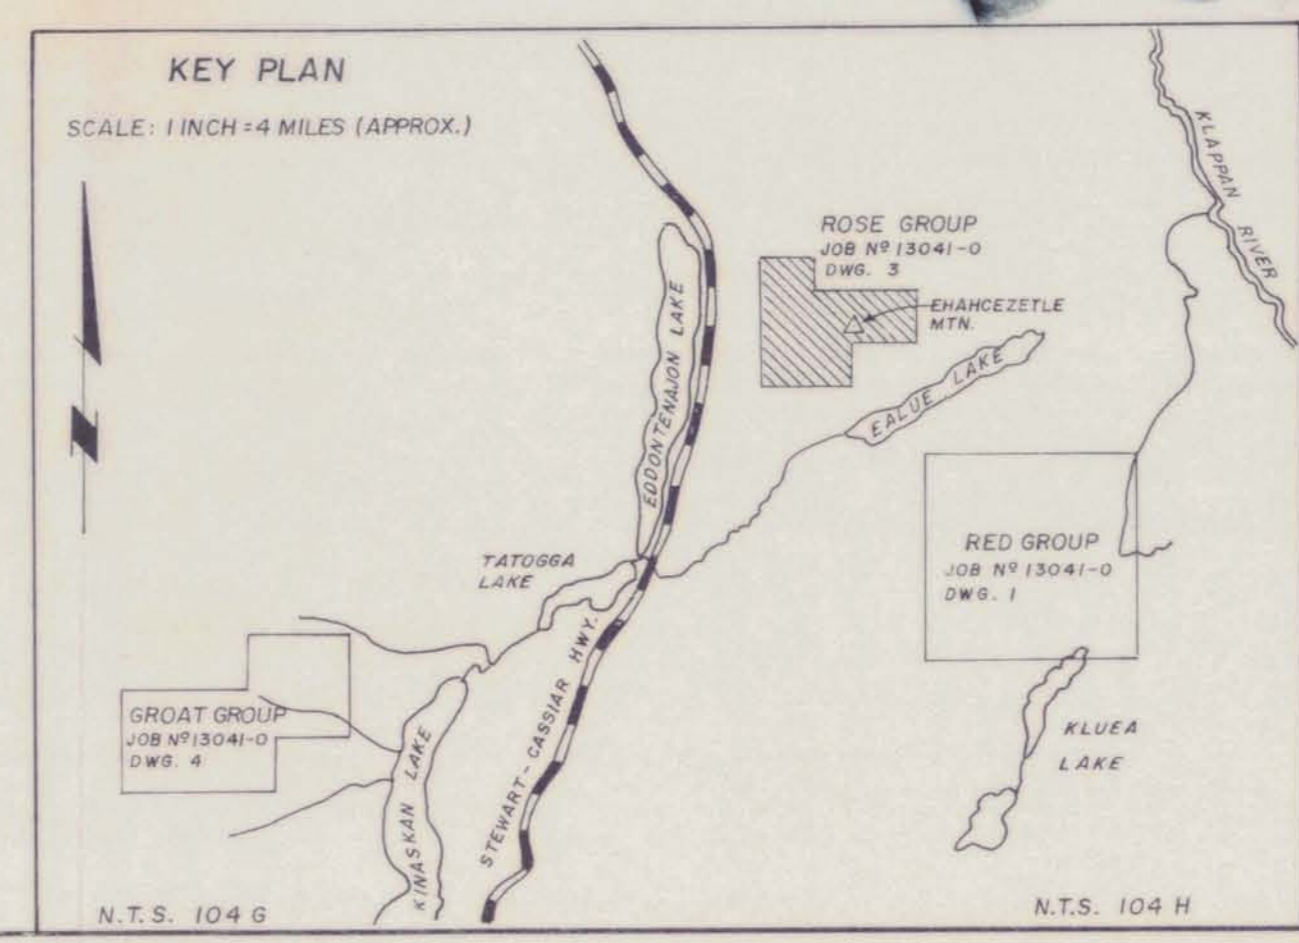 KEY PLAN
SCALE: 1 INCH = 4 MILES (APPROX.)
KLAPPAN RIVER
ROSE GROUP
JOB Nº 13041-0
DWG. 3
EHAHCEZETLE
MTN.
EDDONTENAJON LAKE
EALUE LAKE
RED GROUP
JOB Nº 13041-0
DWG. 1
TATOGGA
LAKE
STEWART-CASSIAR HWY.
GROAT GROUP
JOB Nº 13041-0
DWG. 4
KINASKAN LAKE
KLUEA
LAKE
N.T.S. 104 G
N.T.S. 104 H